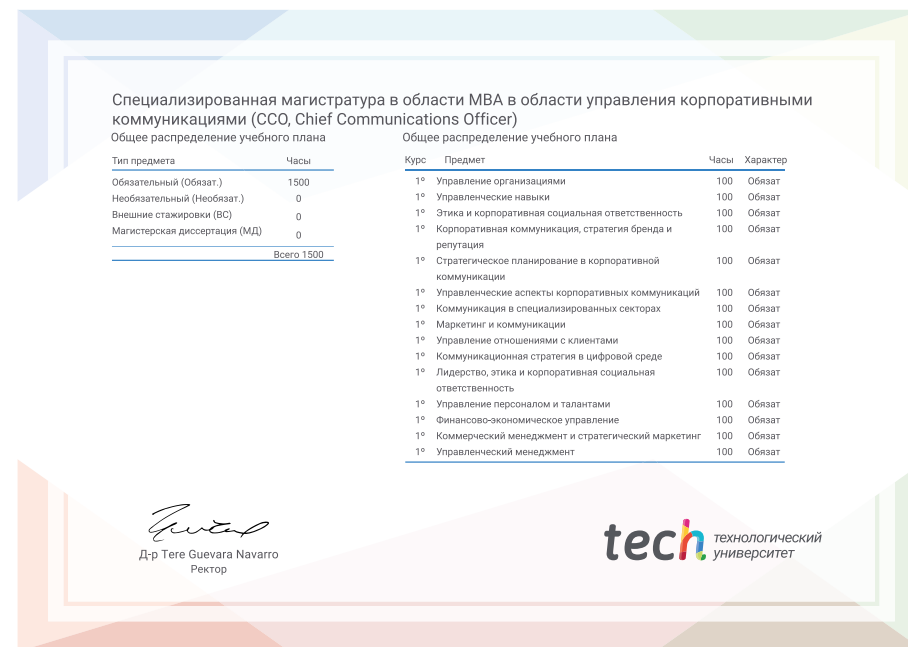 Специализированная магистратура в области MBA в области управления корпоративными
коммуникациями (CCO, Chief Communications Officer)
Общее распределение учебного плана
Тип предмета Часы
Обязательный (Обязат.) 1500
Необязательный (Необязат.) 0
Внешние стажировки (ВС) 0
Магистерская диссертация (МД) 0
Всего 1500
Общее распределение учебного плана
Курс Предмет Часы Характер
1º Управление организациями 100 Обязат
1º Управленческие навыки 100 Обязат
1º Этика и корпоративная социальная ответственность 100 Обязат
1º Корпоративная коммуникация, стратегия бренда и 100 Обязат
репутация
1º Стратегическое планирование в корпоративной 100 Обязат
коммуникации
1º Управленческие аспекты корпоративных коммуникаций 100 Обязат
1º Коммуникация в специализированных секторах 100 Обязат
1º Маркетинг и коммуникации 100 Обязат
1º Управление отношениями с клиентами 100 Обязат
1º Коммуникационная стратегия в цифровой среде 100 Обязат
1º Лидерство, этика и корпоративная социальная 100 Обязат
ответственность
1º Управление персоналом и талантами 100 Обязат
1º Финансово-экономическое управление 100 Обязат
1º Коммерческий менеджмент и стратегический маркетинг 100 Обязат
1º Управленческий менеджмент 100 Обязат
Д-р Tere Guevara Navarro
Ректор
tech технологический
университет